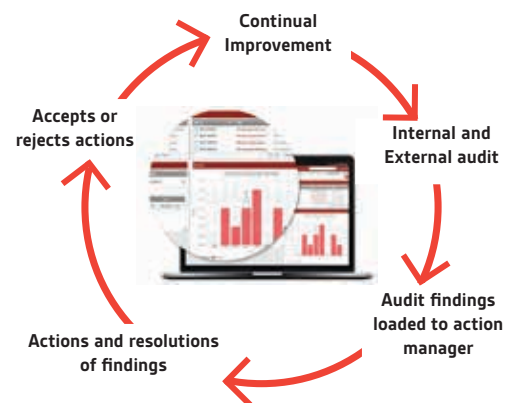 Continual
Improvement
Internal and
External audit
Audit findings
loaded to action
manager
Actions and resolutions
of findings
Accepts or
rejects actions